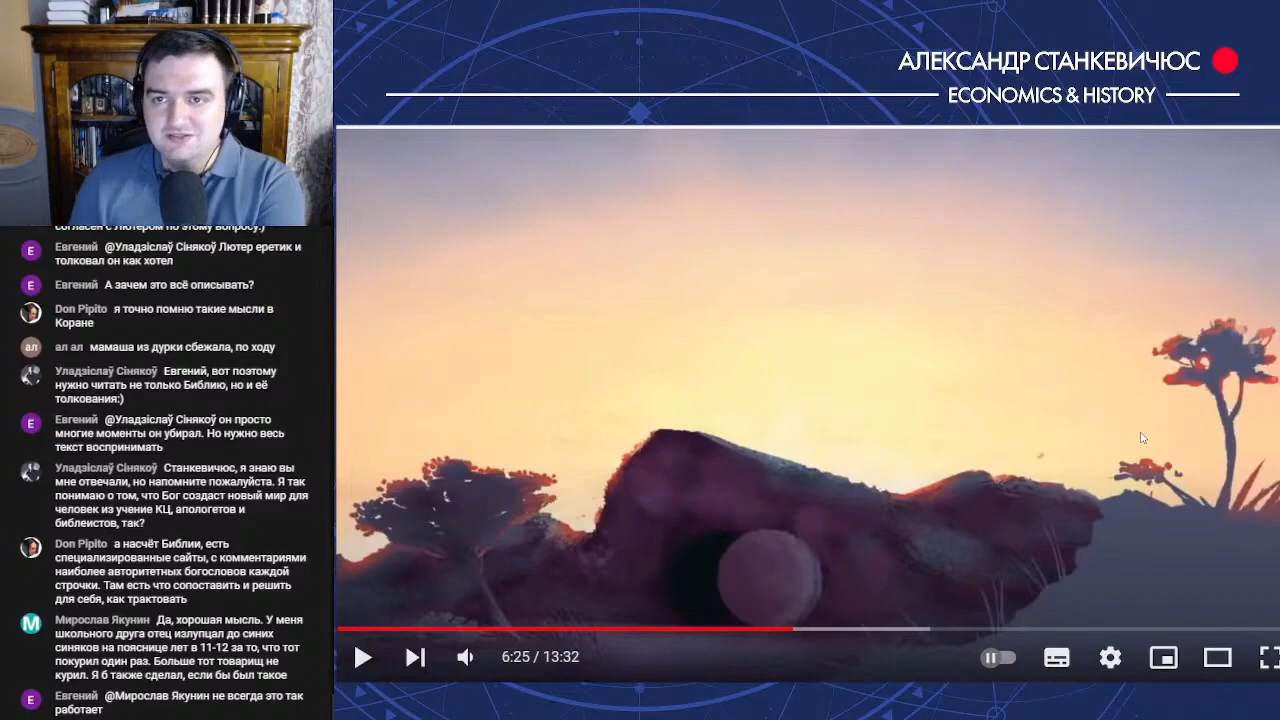 АЛЕКСАНДР СТАНКЕВИЧЮС
ECONOMICS & HISTORY
согласен с Лютером по этому вопросу:)
Е Евгений @Уладзіслаў Сінякоў Лютер еретик и
толковал он как хотел
Е Евгений А зачем это всё описывать?
Don Pipito я точно помню такие мысли в
Коране
ал ал ал мамаша из дурки сбежала, по ходу
Уладзіслаў Сінякоў Евгений, вот поэтому
нужно читать не только Библию, но и её
толкования:)
Е Евгений @Уладзіслаў Сінякоў он просто
многие моменты он убирал. Но нужно весь
текст воспринимать
Уладзіслаў Сінякоў Станкевичюс, я знаю вы
мне отвечали, но напомните пожалуйста. Я так
понимаю о том, что Бог создаст новый мир для
человек из учение КЦ, апологетов и
библеистов, так?
Don Pipito а насчёт Библии, есть
специализированные сайты, с комментариями
наиболее авторитетных богословов каждой
строчки. Там есть что сопоставить и решить
для себя, как трактовать
М Мирослав Якунин Да, хорошая мысль. У меня
школьного друга отец излупцал до синих
синяков на пояснице лет в 11-12 за то, что тот
покурил один раз. Больше тот товарищ не
курил. Я б также сделал, если бы был такое
Е Евгений @Мирослав Якунин не всегда это так
работает
6:25 / 13:32